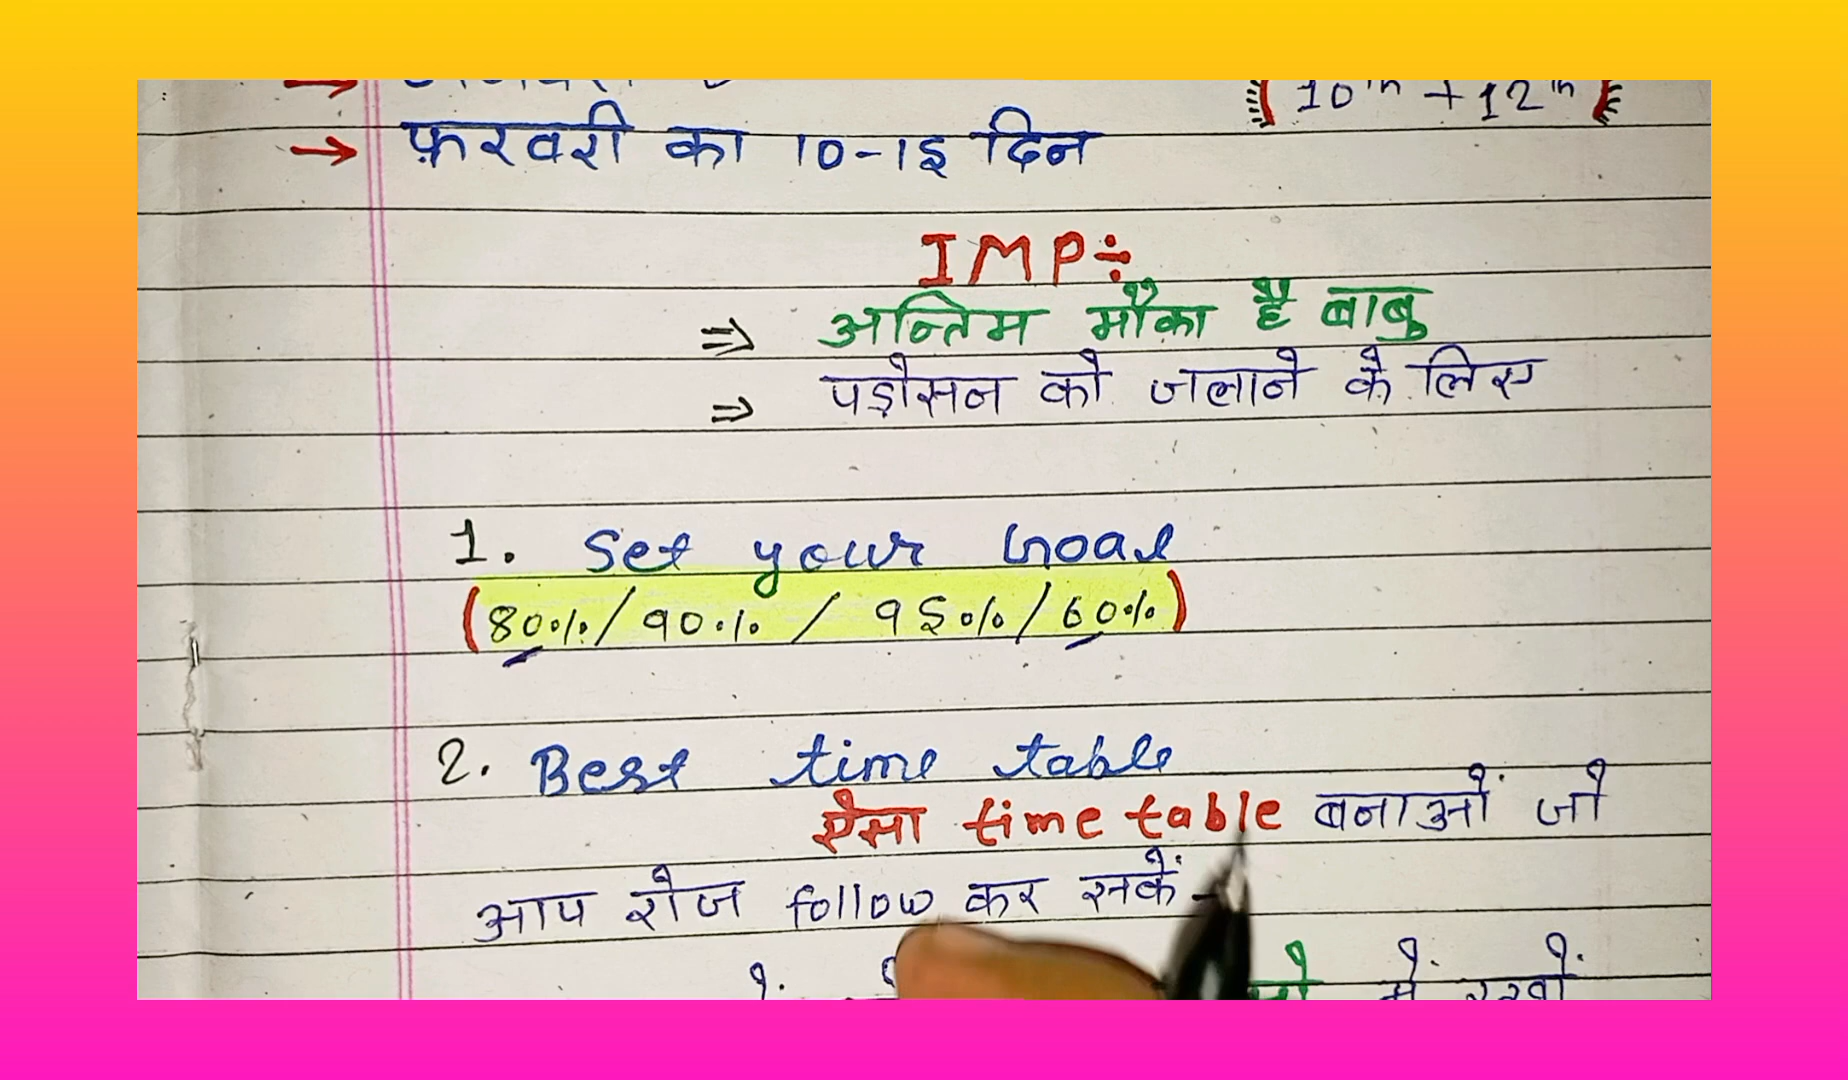 (10th + 12th)
→ फ़रवरी का 10-15 दिन
IMP÷
⇒ अन्तिम मौका है बाबु
⇒ पड़ोसन को जलाने के लिए
1. Set your Goal
(80%/90%/95%/60%)
2. Best time table
ऐसा time table बनाओं जो
आप रोज follow कर सकें-
में रखों